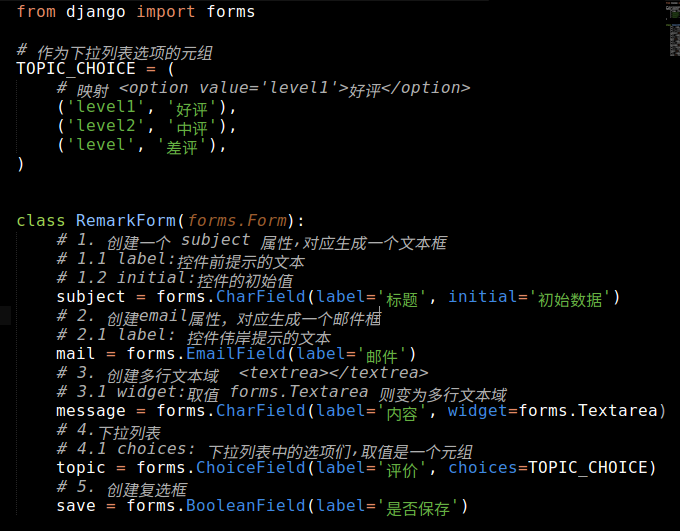 from django import forms
# 作为下拉列表选项的元组
TOPIC_CHOICE = (
# 映射 <option value='level1'>好评</option>
('level1', '好评'),
('level2', '中评'),
('level', '差评'),
)
class RemarkForm(forms.Form):
# 1. 创建一个 subject 属性,对应生成一个文本框
# 1.1 label:控件前提示的文本
# 1.2 initial:控件的初始值
subject = forms.CharField(label='标题', initial='初始数据')
# 2. 创建email属性, 对应生成一个邮件框
# 2.1 label: 控件伟岸提示的文本
mail = forms.EmailField(label='邮件')
# 3. 创建多行文本域 <textrea></textrea>
# 3.1 widget:取值 forms.Textarea 则变为多行文本域
message = forms.CharField(label='内容', widget=forms.Textarea)
# 4.下拉列表
# 4.1 choices: 下拉列表中的选项们,取值是一个元组
topic = forms.ChoiceField(label='评价', choices=TOPIC_CHOICE)
# 5. 创建复选框
save = forms.BooleanField(label='是否保存')